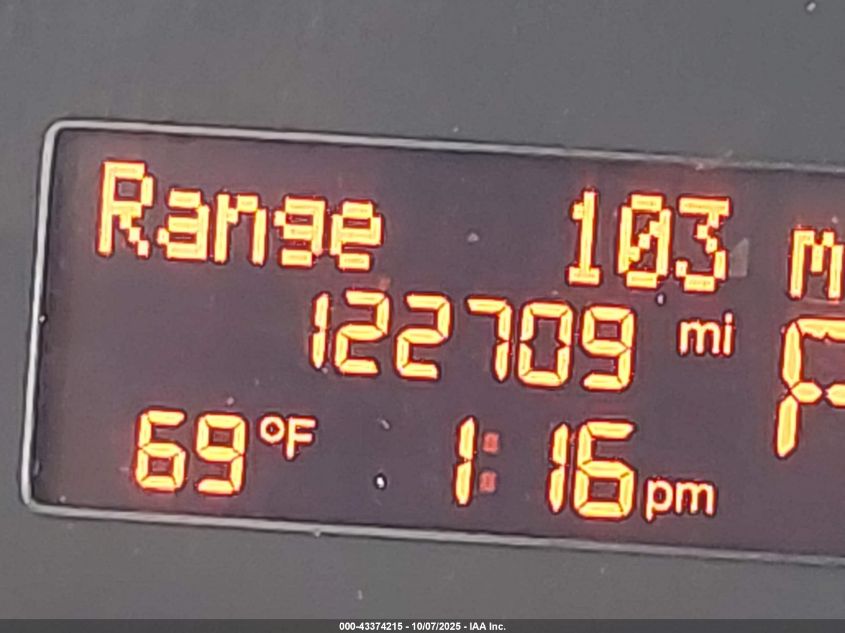 Range 103 m
122709 mi
69°F 1:16 pm
P
000-43374215 - 10/07/2025 - IAA Inc.